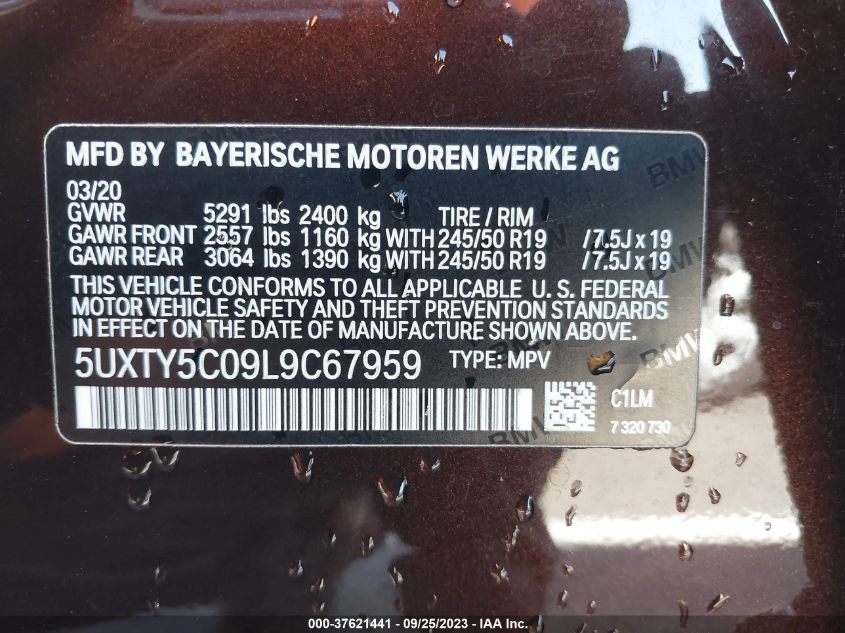 MFD BY BAYERISCHE MOTOREN WERKE AG
03/20
GVWR 5291 lbs 2400 kg TIRE / RIM
GAWR FRONT 2557 lbs 1160 kg WITH 245/50 R19 /7.5J x 19
GAWR REAR 3064 lbs 1390 kg WITH 245/50 R19 /7.5J x 19
THIS VEHICLE CONFORMS TO ALL APPLICABLE U. S. FEDERAL
MOTOR VEHICLE SAFETY AND THEFT PREVENTION STANDARDS
IN EFFECT ON THE DATE OF MANUFACTURE SHOWN ABOVE.
5UXTY5C09L9C67959 TYPE: MPV
C1LM
7 320 730
000-37621441 - 09/25/2023 - IAA Inc.